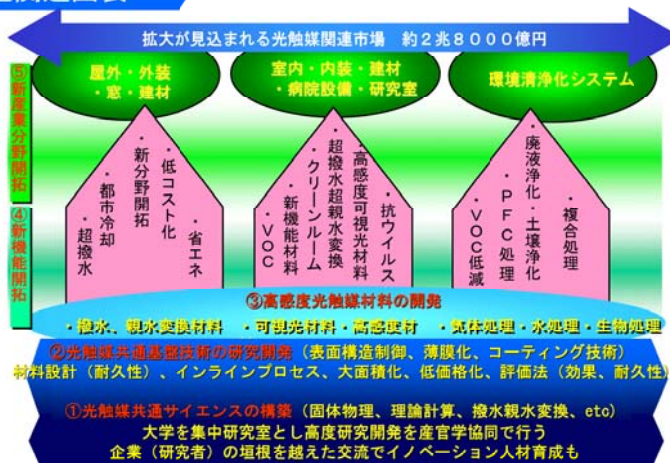 拡大が見込まれる光触媒関連市場 約2兆8000億円
屋外・外装
・窓・建材
室内・内装・建材
・病院設備・研究室
環境清浄化システム
⑤新産業分野開拓
④新機能開拓
・超撥水
・都市冷却
・新分野開拓
・低コスト化
・省エネ
・VOC
・新機能材料
・クリーンルーム
・超撥水超親水変換
・高感度可視光材料
・抗ウイルス
・VOC低減
・PFC処理
・廃液浄化・土壌浄化
・複合処理
③高感度光触媒材料の開発
・撥水、親水変換材料 ・可視光材料・高感度材 ・気体処理・水処理・生物処理
②光触媒共通基盤技術の研究開発(表面構造制御、薄膜化、コーティング技術)
材料設計(耐久性)、インラインプロセス、大面積化、低価格化、評価法(効果、耐久性)
①光触媒共通サイエンスの構築(固体物理、理論計算、撥水親水変換、etc)
大学を集中研究室とし高度研究開発を産官学協同で行う
企業(研究者)の垣根を越えた交流でイノベーション人材育成も